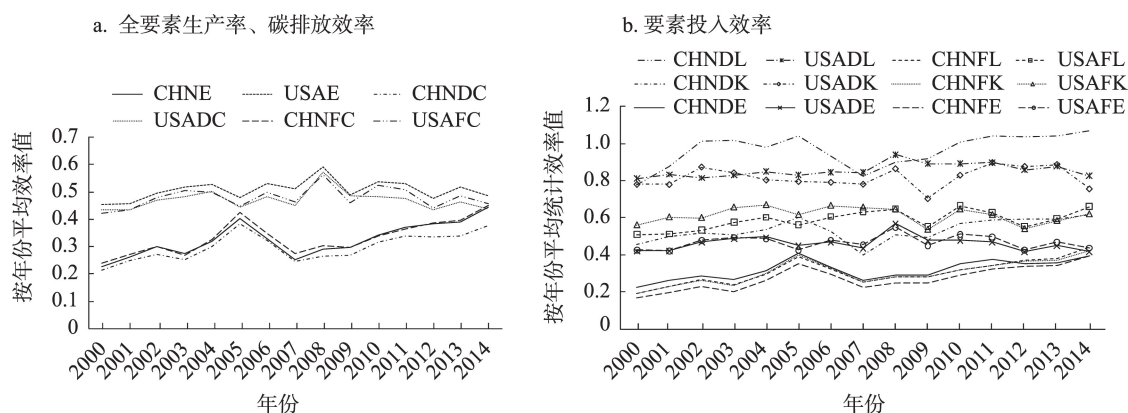 a. 全要素生产率、碳排放效率
CHNE USAE CHNDC
USADC CHNFC USAFC
按年份平均效率值
0.7
0.6
0.5
0.4
0.3
0.2
0.1
0
2000 2001 2002 2003 2004 2005 2006 2007 2008 2009 2010 2011 2012 2013 2014
年份
b. 要素投入效率
CHNDL USADL CHNFL USAFL
CHNDK USADK CHNFK USAFK
CHNDE USADE CHNFE USAFE
按年份平均统计效率值
1.2
1.0
0.8
0.6
0.4
0.2
0
2000 2001 2002 2003 2004 2005 2006 2007 2008 2009 2010 2011 2012 2013 2014
年份